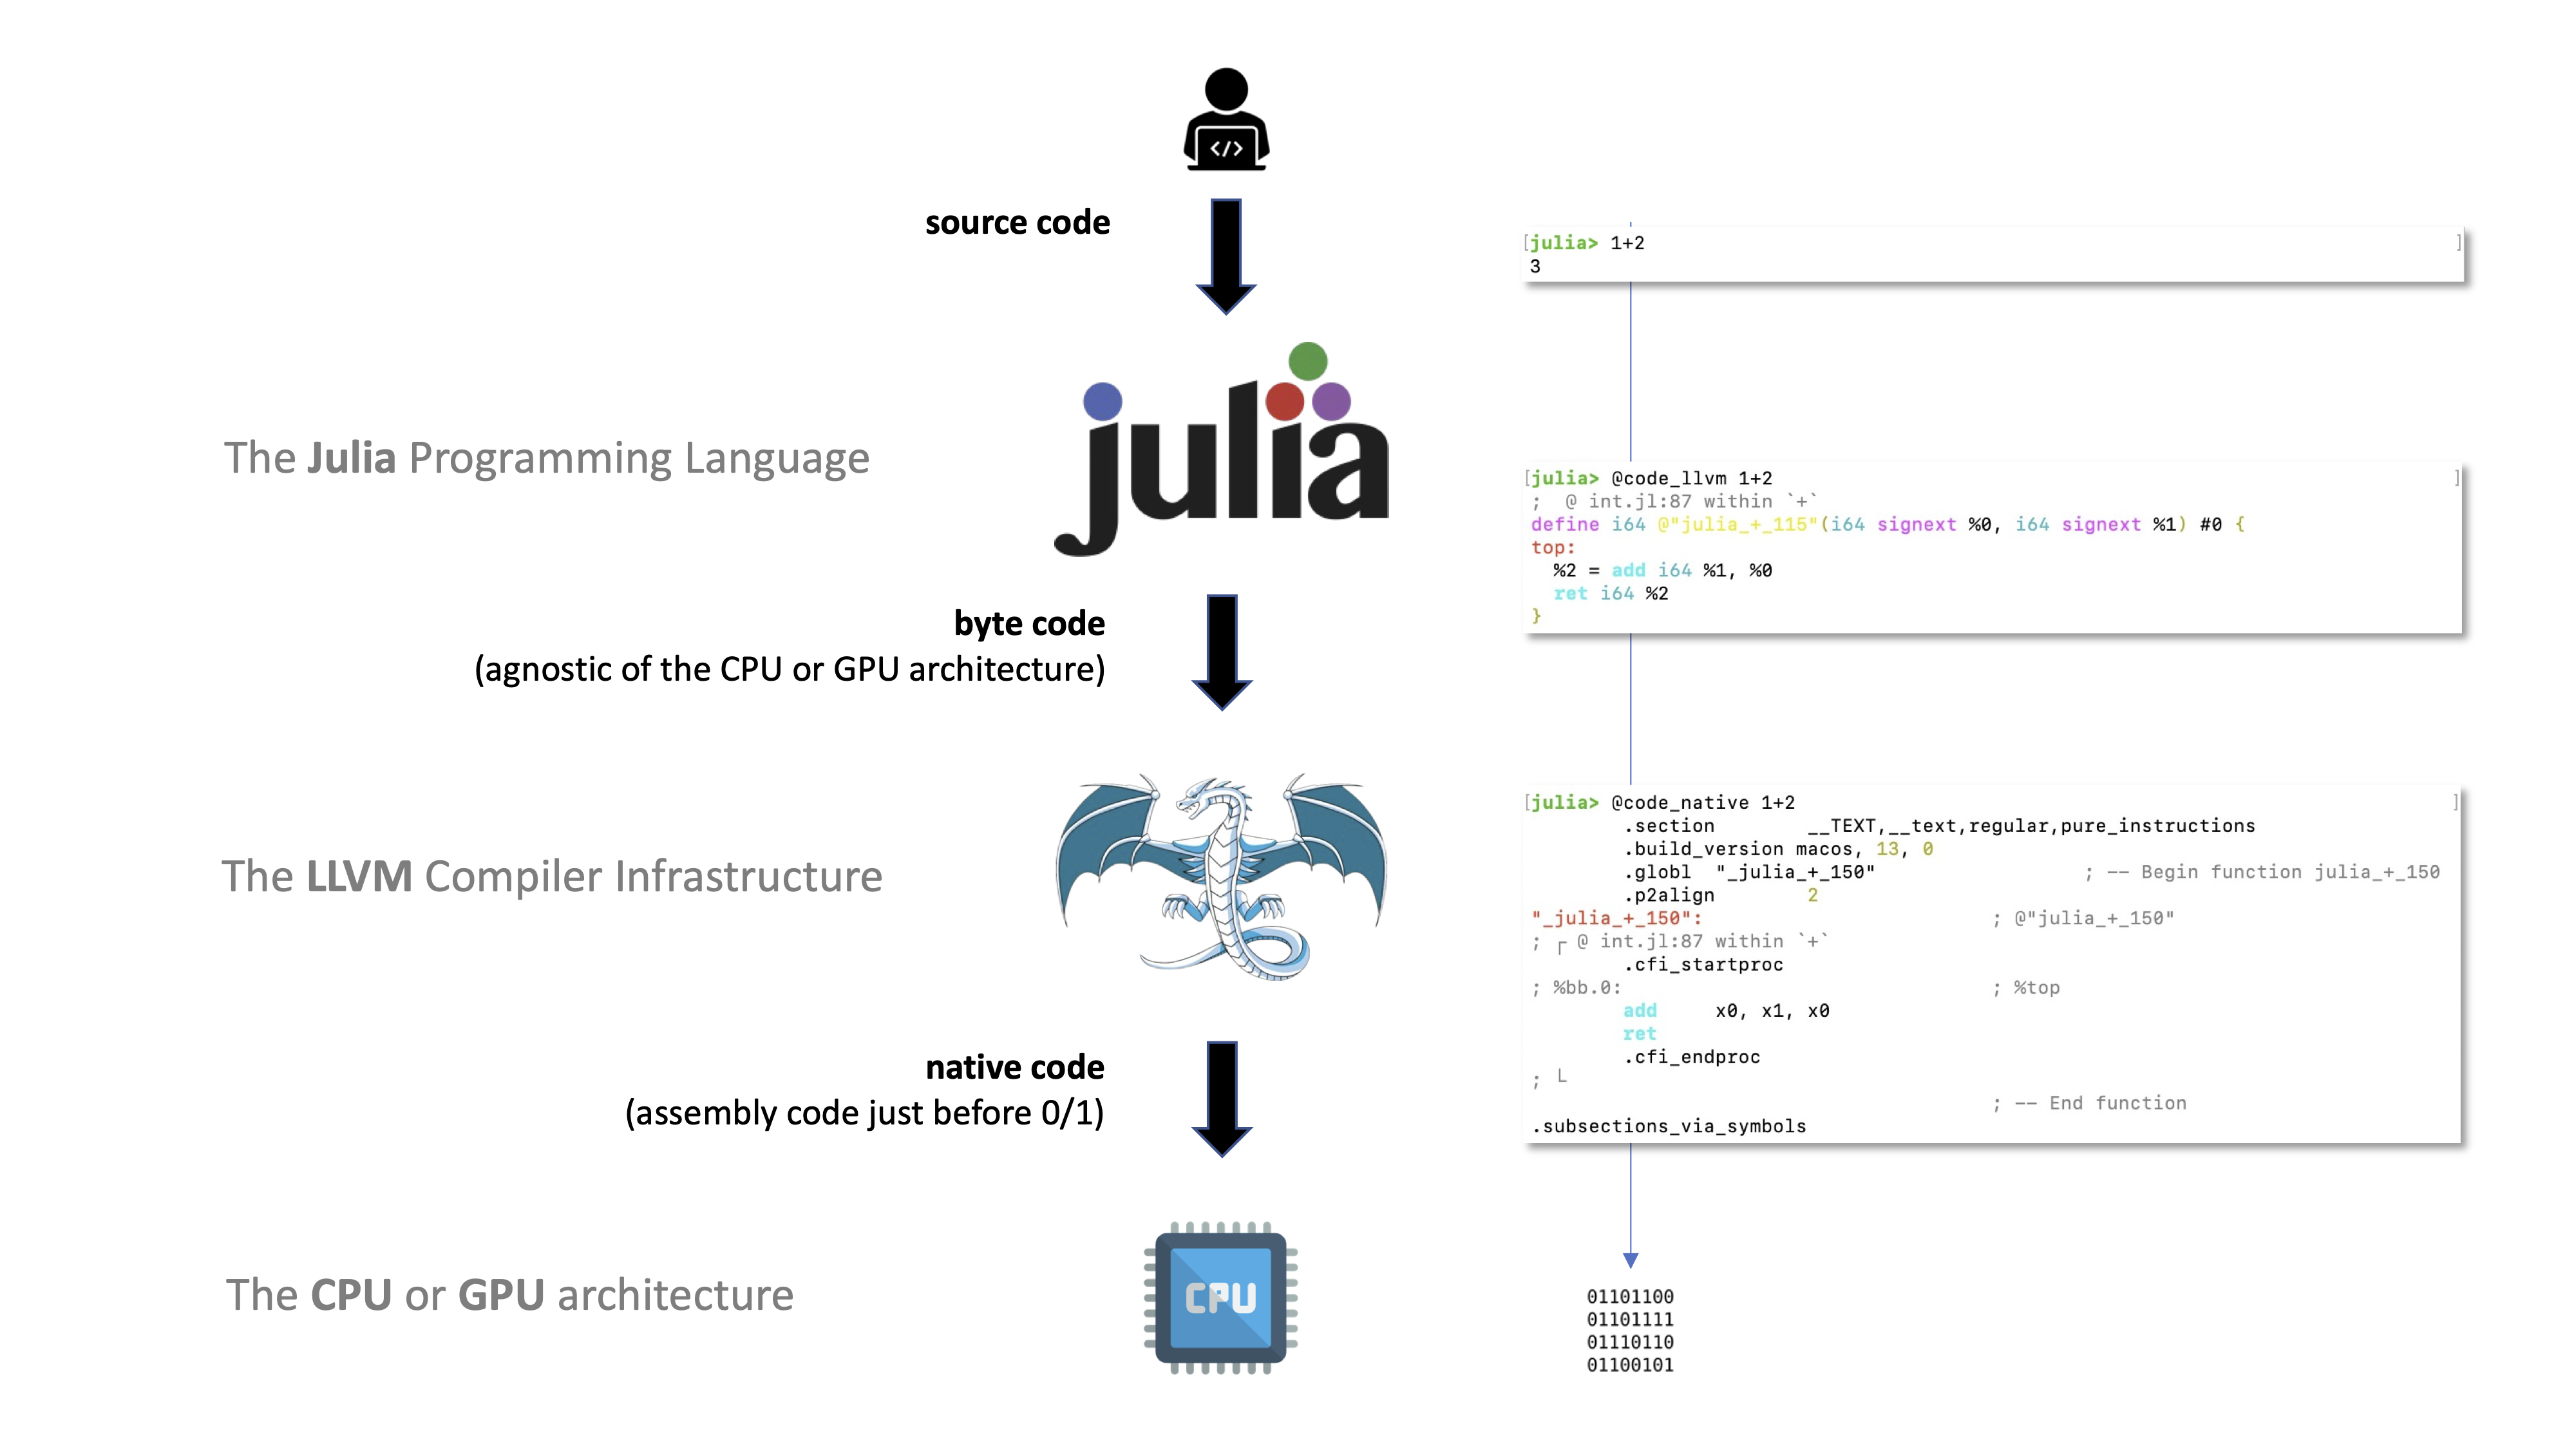 </>
source code
[julia> 1+2 ]
3
julia
The Julia Programming Language
[julia> @code_llvm 1+2 ]
;  @ int.jl:87 within `+`
define i64 @"julia_+_115"(i64 signext %0, i64 signext %1) #0 {
top:
  %2 = add i64 %1, %0
  ret i64 %2
}
byte code
(agnostic of the CPU or GPU architecture)
The LLVM Compiler Infrastructure
[julia> @code_native 1+2 ]
        .section        __TEXT,__text,regular,pure_instructions
        .build_version macos, 13, 0
        .globl  "_julia_+_150"                  ; -- Begin function julia_+_150
        .p2align        2
"_julia_+_150":                         ; @"julia_+_150"
; ┌ @ int.jl:87 within `+`
        .cfi_startproc
; %bb.0:                                ; %top
        add     x0, x1, x0
        ret
        .cfi_endproc
; └
                                        ; -- End function
.subsections_via_symbols
native code
(assembly code just before 0/1)
The CPU or GPU architecture
CPU
01101100
01101111
01110110
01100101